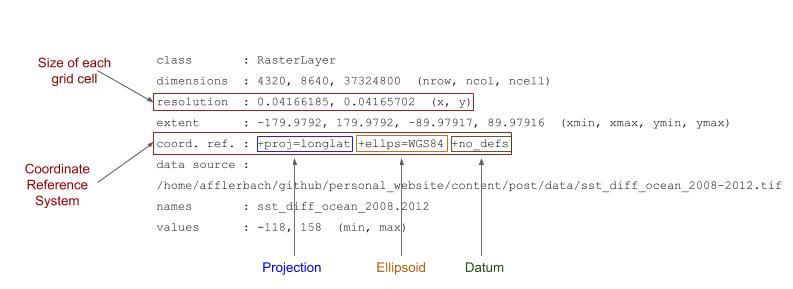 Size of each
grid cell
class : RasterLayer
dimensions : 4320, 8640, 37324800 (nrow, ncol, ncell)
resolution : 0.04166185, 0.04165702 (x, y)
extent : -179.9792, 179.9792, -89.97917, 89.97916 (xmin, xmax, ymin, ymax)
coord. ref. : +proj=longlat +ellps=WGS84 +no_defs
Coordinate
Reference
System
data source :
/home/afflerbach/github/personal_website/content/post/data/sst_diff_ocean_2008-2012.tif
names : sst_diff_ocean_2008.2012
values : -118, 158 (min, max)
Projection Ellipsoid Datum